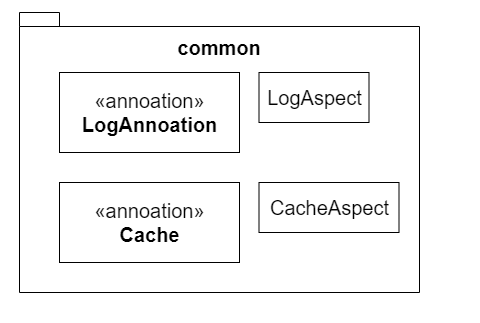 common
«annoation»
LogAnnoation
LogAspect
«annoation»
Cache
CacheAspect